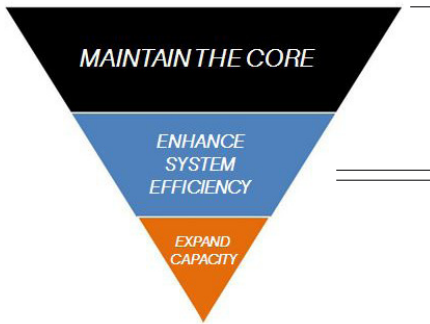 MAINTAIN THE CORE
ENHANCE
SYSTEM
EFFICIENCY
EXPAND
CAPACITY